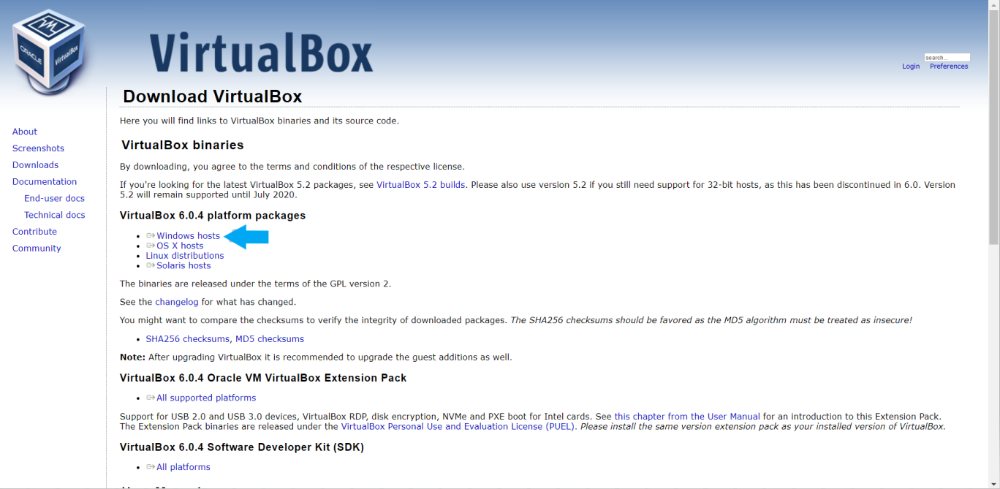 ORACLE
VirtualBox
VirtualBox
search...
Login Preferences
Download VirtualBox
Here you will find links to VirtualBox binaries and its source code.
About
Screenshots
Downloads
Documentation
End-user docs
Technical docs
Contribute
Community
VirtualBox binaries
By downloading, you agree to the terms and conditions of the respective license.
If you're looking for the latest VirtualBox 5.2 packages, see VirtualBox 5.2 builds. Please also use version 5.2 if you still need support for 32-bit hosts, as this has been discontinued in 6.0. Version
5.2 will remain supported until July 2020.
VirtualBox 6.0.4 platform packages
Windows hosts
OS X hosts
Linux distributions
Solaris hosts
The binaries are released under the terms of the GPL version 2.
See the changelog for what has changed.
You might want to compare the checksums to verify the integrity of downloaded packages. The SHA256 checksums should be favored as the MD5 algorithm must be treated as insecure!
SHA256 checksums, MD5 checksums
Note: After upgrading VirtualBox it is recommended to upgrade the guest additions as well.
VirtualBox 6.0.4 Oracle VM VirtualBox Extension Pack
All supported platforms
Support for USB 2.0 and USB 3.0 devices, VirtualBox RDP, disk encryption, NVMe and PXE boot for Intel cards. See this chapter from the User Manual for an introduction to this Extension Pack.
The Extension Pack binaries are released under the VirtualBox Personal Use and Evaluation License (PUEL). Please install the same version extension pack as your installed version of VirtualBox.
VirtualBox 6.0.4 Software Developer Kit (SDK)
All platforms